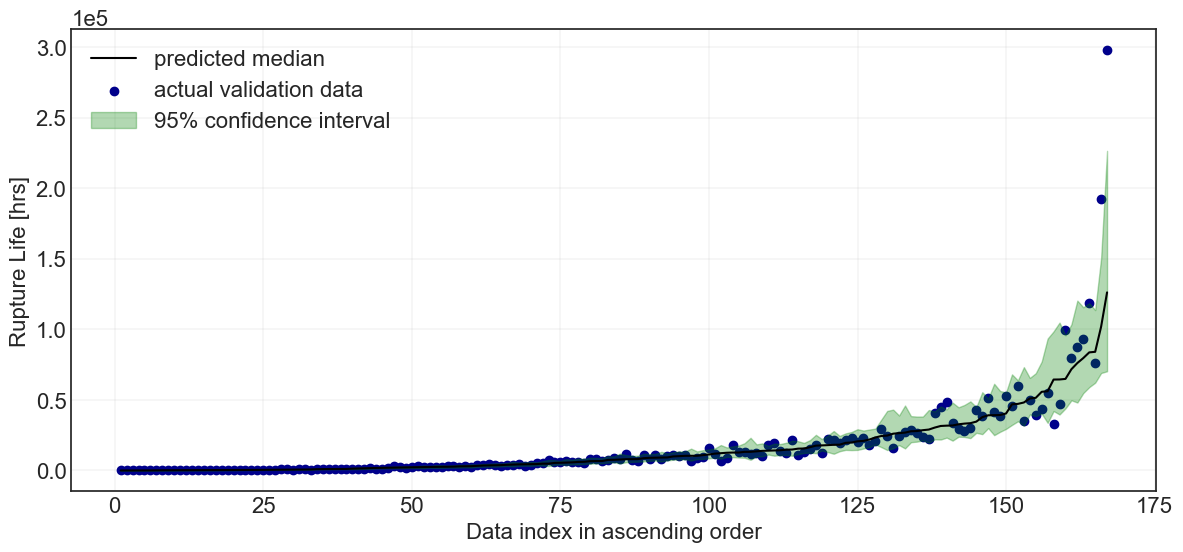 1e5
3.0
2.5
2.0
1.5
1.0
0.5
0.0
Rupture Life [hrs]
predicted median
actual validation data
95% confidence interval
0 25 50 75 100 125 150 175
Data index in ascending order